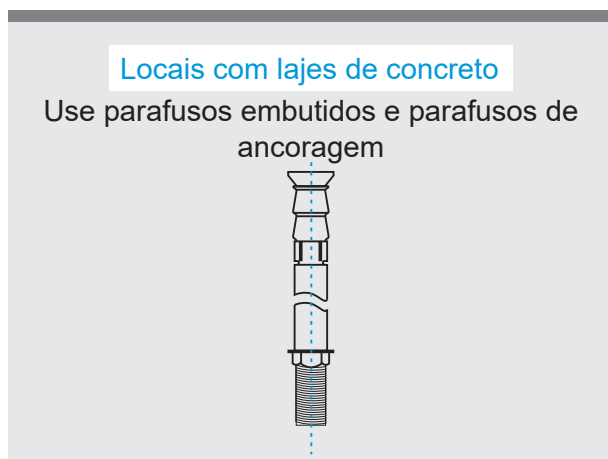 Locais com lajes de concreto
Use parafusos embutidos e parafusos de
ancoragem